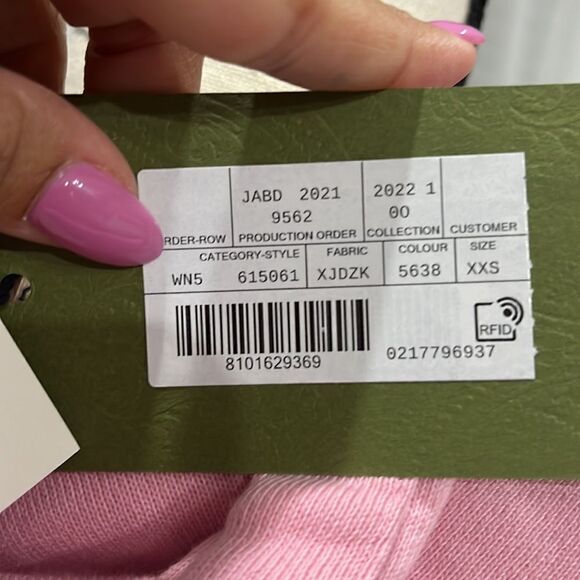 JABD 2021 2022 1
9562 00
RDER-ROW PRODUCTION ORDER COLLECTION CUSTOMER
CATEGORY-STYLE FABRIC COLOUR SIZE
WN5 615061 XJDZK 5638 XXS
RFID
8101629369 0217796937